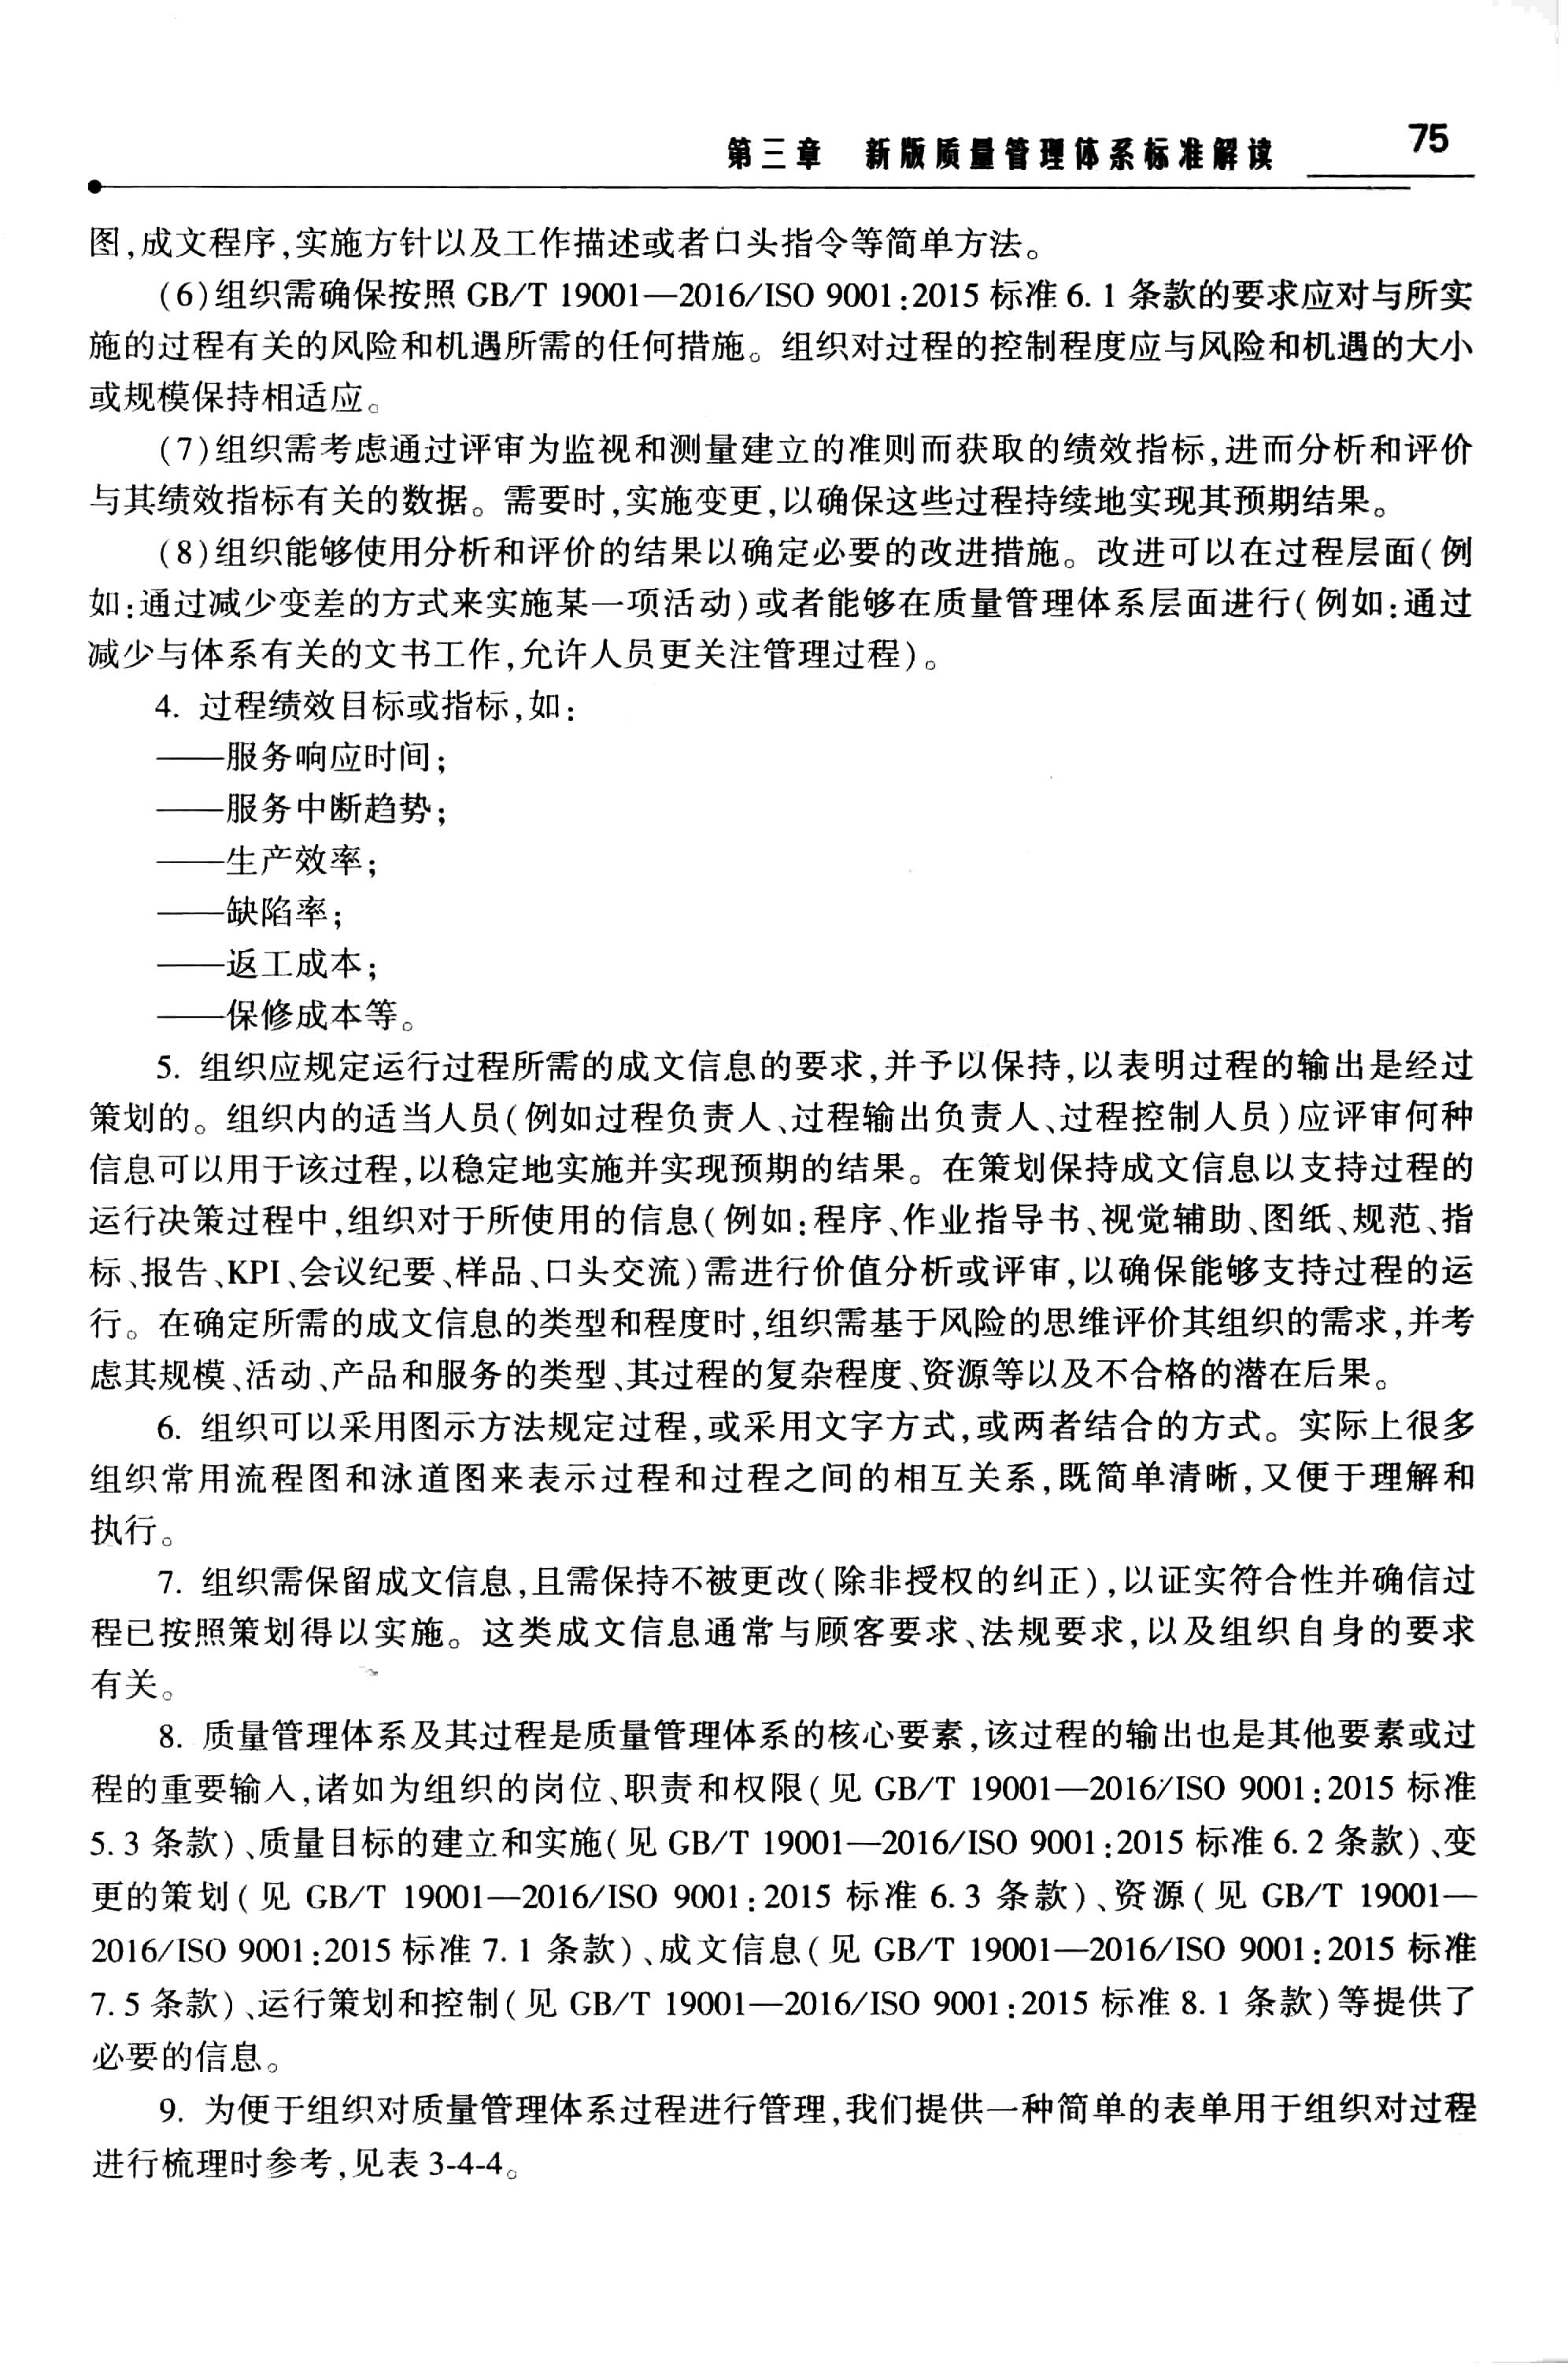 第三章 新版质量管理体系标准解读 75
图,成文程序,实施方针以及工作描述或者口头指令等简单方法。
(6)组织需确保按照 GB/T 19001—2016/ISO 9001:2015 标准 6. 1 条款的要求应对与所实
施的过程有关的风险和机遇所需的任何措施。组织对过程的控制程度应与风险和机遇的大小
或规模保持相适应。
(7)组织需考虑通过评审为监视和测量建立的准则而获取的绩效指标,进而分析和评价
与其绩效指标有关的数据。需要时,实施变更,以确保这些过程持续地实现其预期结果。
(8)组织能够使用分析和评价的结果以确定必要的改进措施。改进可以在过程层面(例
如:通过减少变差的方式来实施某一项活动)或者能够在质量管理体系层面进行(例如:通过
减少与体系有关的文书工作,允许人员更关注管理过程)。
4. 过程绩效目标或指标,如:
——服务响应时间;
——服务中断趋势;
——生产效率;
——缺陷率;
——返工成本;
——保修成本等。
5. 组织应规定运行过程所需的成文信息的要求,并予以保持,以表明过程的输出是经过
策划的。组织内的适当人员(例如过程负责人、过程输出负责人、过程控制人员)应评审何种
信息可以用于该过程,以稳定地实施并实现预期的结果。在策划保持成文信息以支持过程的
运行决策过程中,组织对于所使用的信息(例如:程序、作业指导书、视觉辅助、图纸、规范、指
标、报告、KPI、会议纪要、样品、口头交流)需进行价值分析或评审,以确保能够支持过程的运
行。在确定所需的成文信息的类型和程度时,组织需基于风险的思维评价其组织的需求,并考
虑其规模、活动、产品和服务的类型、其过程的复杂程度、资源等以及不合格的潜在后果。
6. 组织可以采用图示方法规定过程,或采用文字方式,或两者结合的方式。实际上很多
组织常用流程图和泳道图来表示过程和过程之间的相互关系,既简单清晰,又便于理解和
执行。
7. 组织需保留成文信息,且需保持不被更改(除非授权的纠正),以证实符合性并确信过
程已按照策划得以实施。这类成文信息通常与顾客要求、法规要求,以及组织自身的要求
有关。
8. 质量管理体系及其过程是质量管理体系的核心要素,该过程的输出也是其他要素或过
程的重要输入,诸如为组织的岗位、职责和权限(见 GB/T 19001—2016/ISO 9001:2015 标准
5. 3 条款)、质量目标的建立和实施(见 GB/T 19001—2016/ISO 9001:2015 标准 6. 2 条款)、变
更的策划(见 GB/T 19001—2016/ISO 9001:2015 标准 6. 3 条款)、资源(见 GB/T 19001—
2016/ISO 9001:2015 标准 7. 1 条款)、成文信息(见 GB/T 19001—2016/ISO 9001:2015 标准
7. 5 条款)、运行策划和控制(见 GB/T 19001—2016/ISO 9001:2015 标准 8. 1 条款)等提供了
必要的信息。
9. 为便于组织对质量管理体系过程进行管理,我们提供一种简单的表单用于组织对过程
进行梳理时参考,见表 3-4-4。